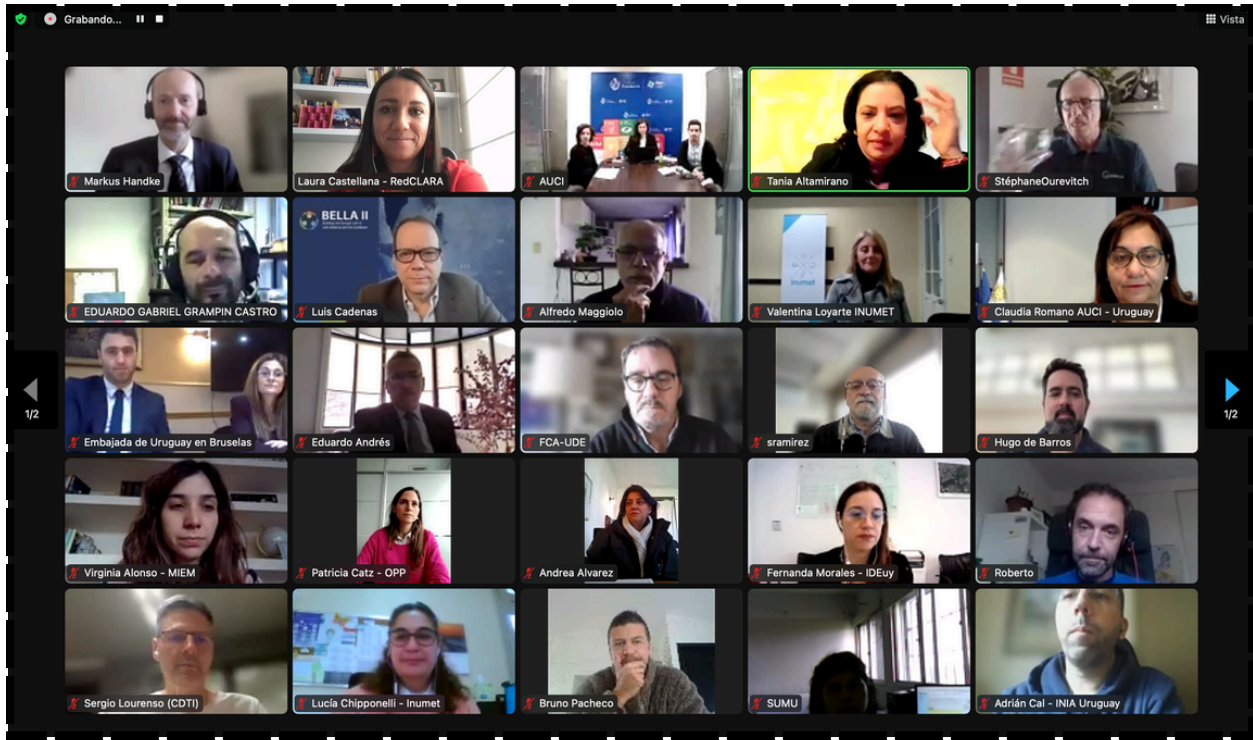 Grabando...
Vista
Markus Handke
Laura Castellana - RedCLARA
AUCI
Tania Altamirano
StéphaneOurevitch
BELLA II
inumet
EDUARDO GABRIEL GRAMPIN CASTRO
Luis Cadenas
Alfredo Maggiolo
Valentina Loyarte INUMET
Claudia Romano AUCI - Uruguay
1/2
1/2
Embajada de Uruguay en Bruselas
Eduardo Andrés
FCA-UDE
sramirez
Hugo de Barros
Virginia Alonso - MIEM
Patricia Catz - OPP
Andrea Alvarez
Fernanda Morales - IDEuy
Roberto
Sergio Lourenso (CDTI)
Lucía Chipponelli - Inumet
Bruno Pacheco
SUMU
Adrián Cal - INIA Uruguay